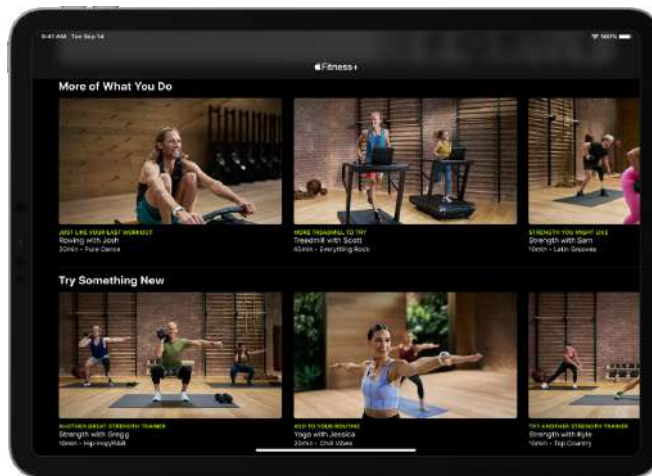 9:41 AM Tue Sep 14
100%
Fitness+
More of What You Do
JUST LIKE YOUR LAST WORKOUT
Rowing with Josh
20min • Pure Dance
MORE TREADMILL TO TRY
Treadmill with Scott
45min • Everything Rock
STRENGTH YOU MIGHT LIKE
Strength with Sam
10min • Latin Grooves
Try Something New
ANOTHER GREAT STRENGTH TRAINER
Strength with Gregg
10min • Hip-Hop/R&B
ADD TO YOUR ROUTINE
Yoga with Jessica
20min • Chill Vibes
TRY ANOTHER STRENGTH TRAINER
Strength with Kyle
10min • Top Country